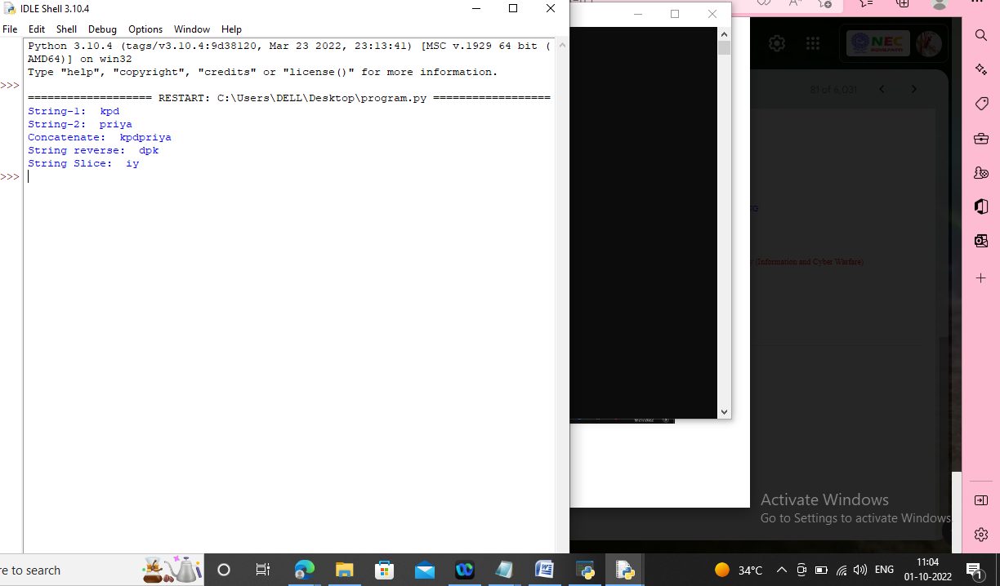 IDLE Shell 3.10.4
File Edit Shell Debug Options Window Help
Python 3.10.4 (tags/v3.10.4:9d38120, Mar 23 2022, 23:13:41) [MSC v.1929 64 bit (
AMD64)] on win32
Type "help", "copyright", "credits" or "license()" for more information.
>>>
=================== RESTART: C:\Users\DELL\Desktop\program.py ==================
String-1:  kpd
String-2:  priya
Concatenate:  kpdpriya
String reverse:  dpk
String Slice:  iy
>>>
NEC
81 of 6,031
(Information and Cyber Warfare)
Activate Windows
Go to Settings to activate Windows
re to search
34°C
ENG
11:04
01-10-2022
1